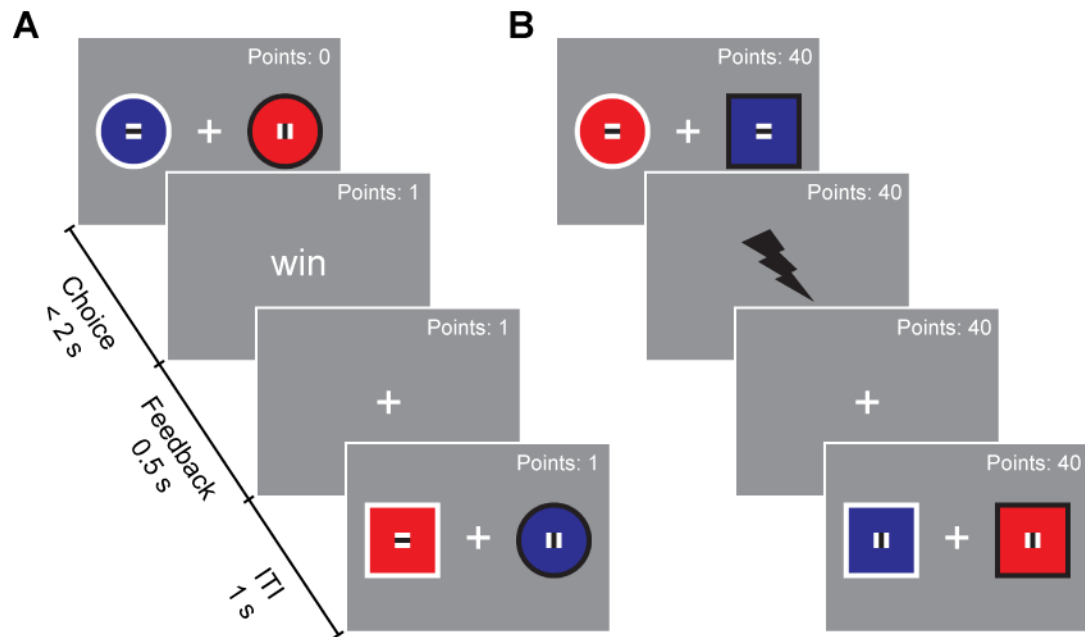 A
Points: 0
+
Points: 1
win
Points: 1
+
Points: 1
+
Choice
< 2 s
Feedback
0.5 s
ITI
1 s
B
Points: 40
+
Points: 40
Points: 40
+
Points: 40
+